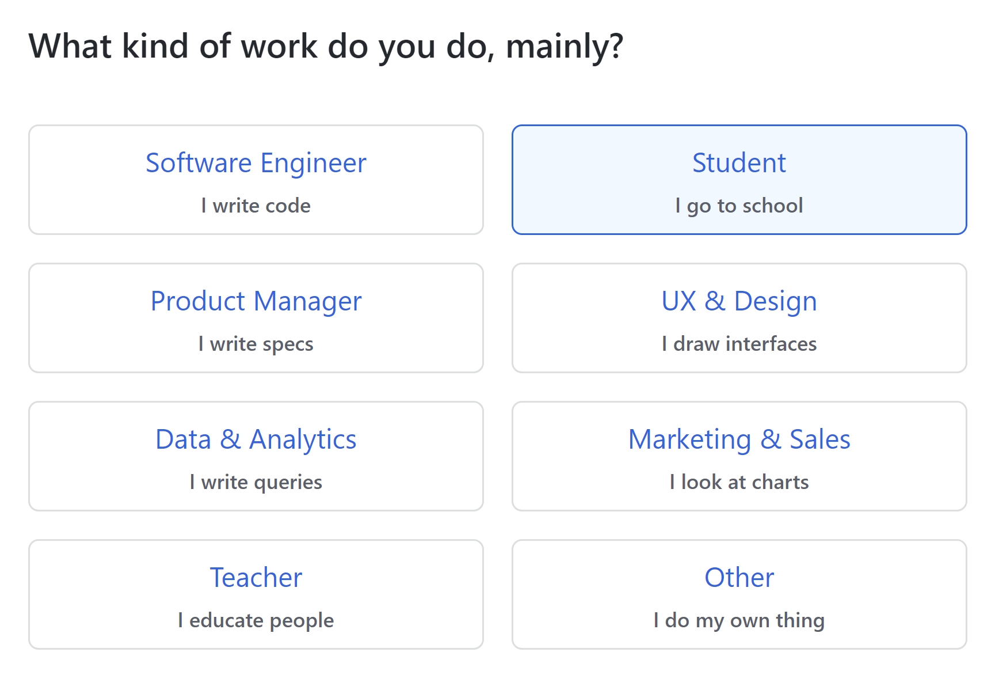 What kind of work do you do, mainly?
Software Engineer
I write code
Student
I go to school
Product Manager
I write specs
UX & Design
I draw interfaces
Data & Analytics
I write queries
Marketing & Sales
I look at charts
Teacher
I educate people
Other
I do my own thing